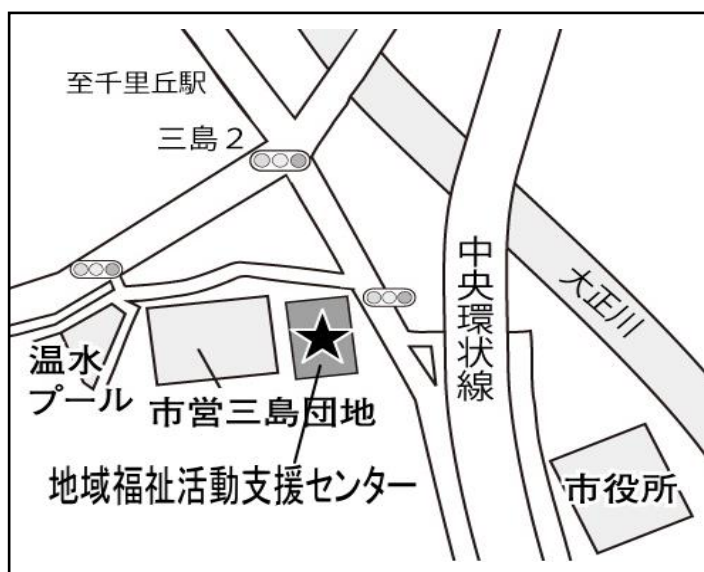 至千里丘駅
三島２
中央環状線
大正川
温水
プール
市営三島団地
地域福祉活動支援センター
市役所